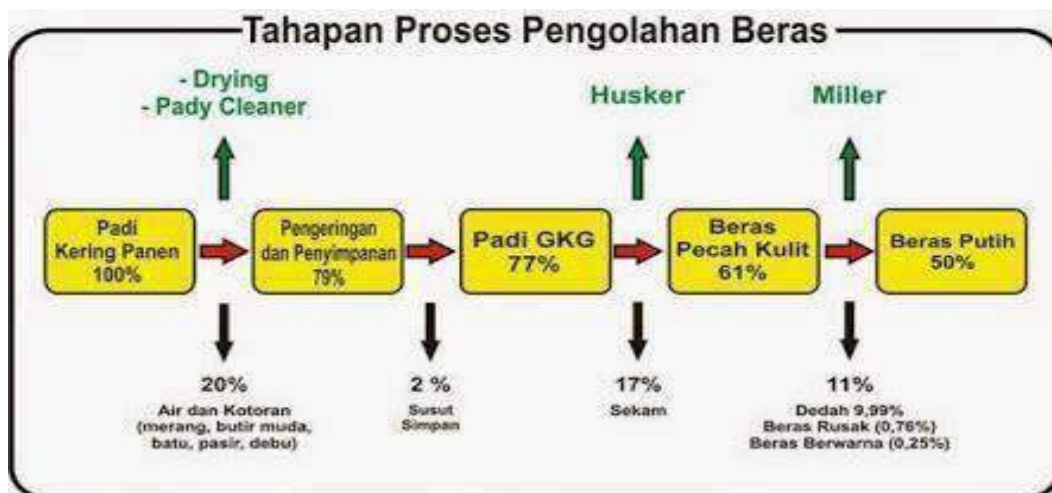 Tahapan Proses Pengolahan Beras
- Drying
- Pady Cleaner
Husker
Miller
Padi
Kering Panen
100%
Pengeringan
dan Penyimpanan
79%
Padi GKG
77%
Beras
Pecah Kulit
61%
Beras Putih
50%
20%
Air dan Kotoran
(merang, butir muda,
batu, pasir, debu)
2 %
Susut
Simpan
17%
Sekam
11%
Dedah 9,99%
Beras Rusak (0,76%)
Beras Berwarna (0,25%)